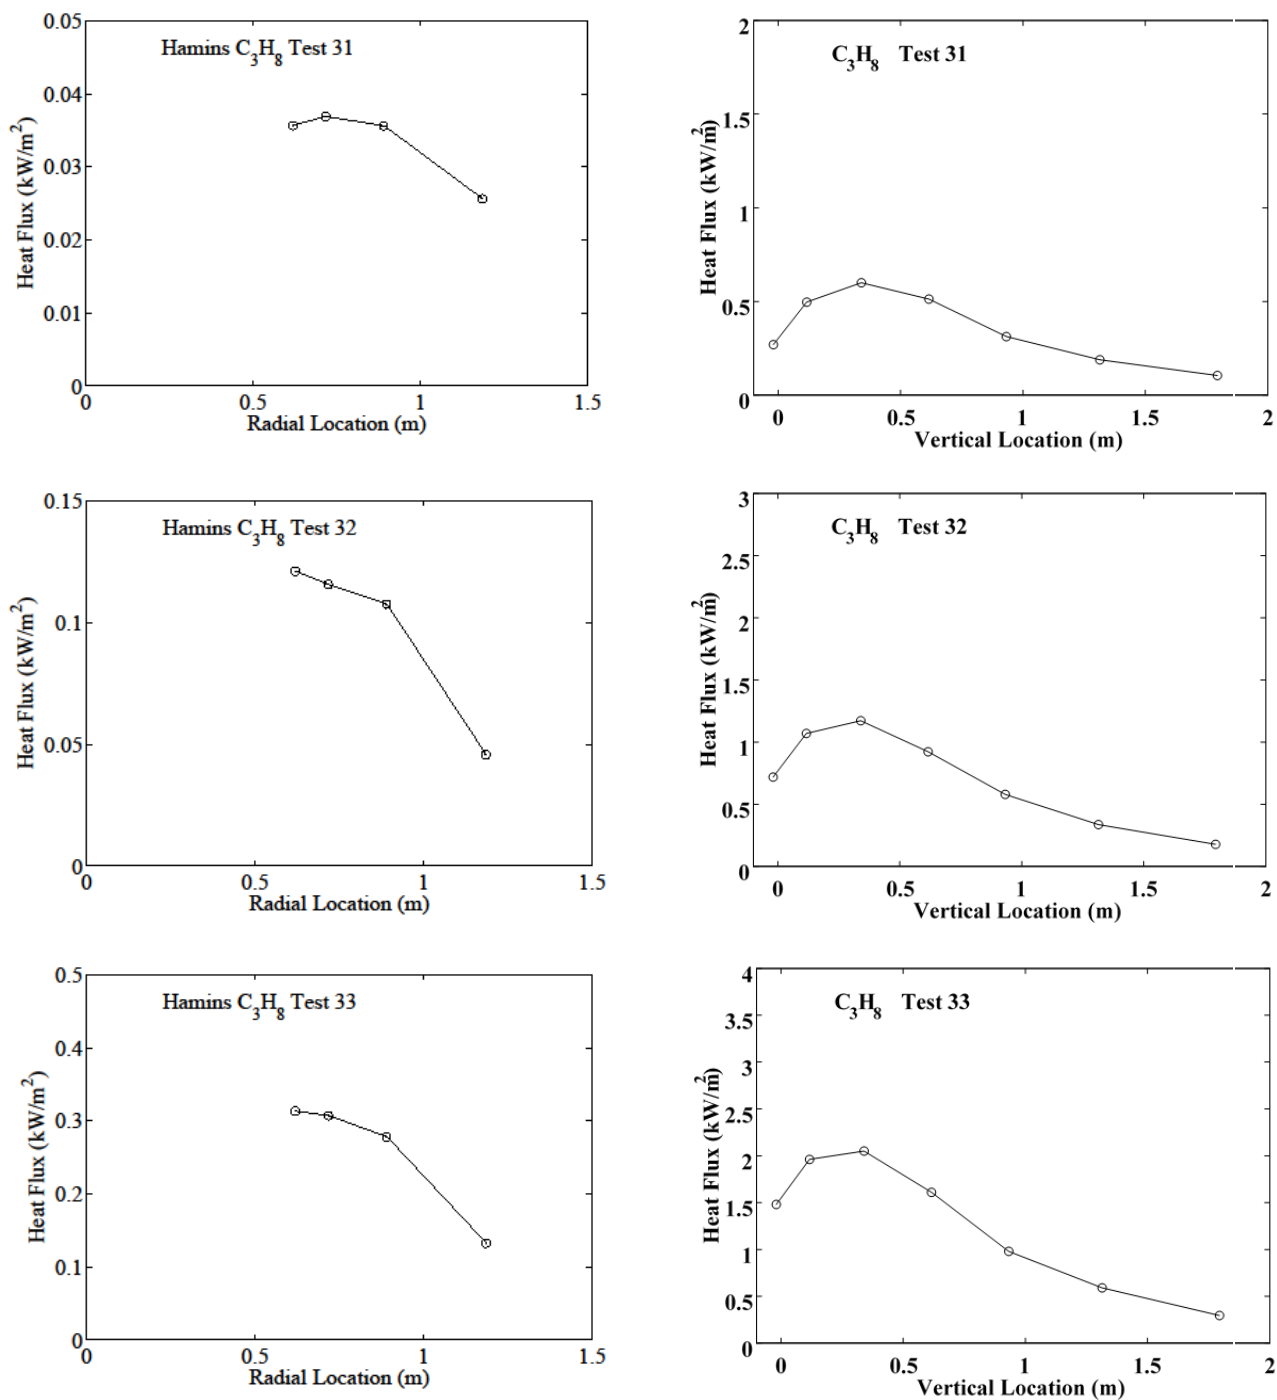 Hamins C3H8 Test 31
Heat Flux (kW/m2)
0.05
0.04
0.03
0.02
0.01
0
0 0.5 1 1.5
Radial Location (m)
C3H8 Test 31
Heat Flux (kW/m2)
2
1.5
1
0.5
0
0 0.5 1 1.5 2
Vertical Location (m)
Hamins C3H8 Test 32
Heat Flux (kW/m2)
0.15
0.1
0.05
0
0 0.5 1 1.5
Radial Location (m)
C3H8 Test 32
Heat Flux (kW/m2)
3
2.5
2
1.5
1
0.5
0
0 0.5 1 1.5 2
Vertical Location (m)
Hamins C3H8 Test 33
Heat Flux (kW/m2)
0.5
0.4
0.3
0.2
0.1
0
0 0.5 1 1.5
Radial Location (m)
C3H8 Test 33
Heat Flux (kW/m2)
4
3.5
3
2.5
2
1.5
1
0.5
0
0 0.5 1 1.5 2
Vertical Location (m)